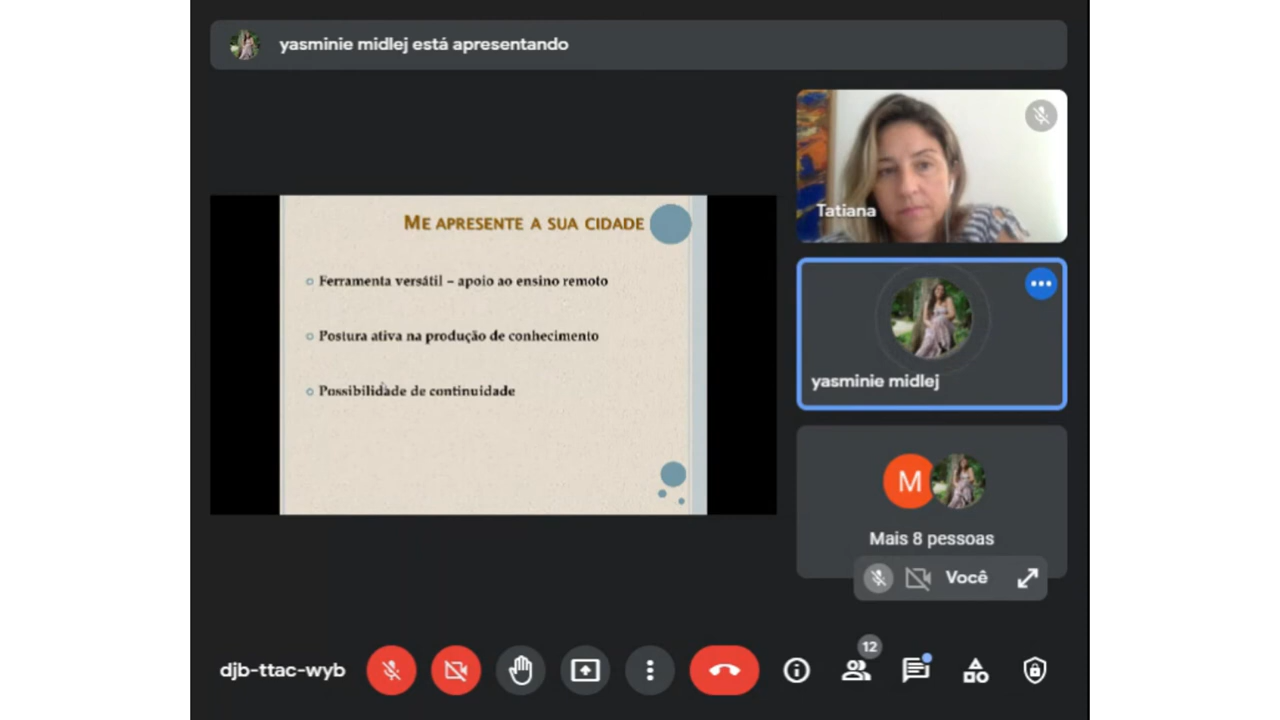 yasminie midlej está apresentando
Tatiana
ME APRESENTE A SUA CIDADE
Ferramenta versátil – apoio ao ensino remoto
Postura ativa na produção de conhecimento
Possibilidade de continuidade
yasminie midlej
M
Mais 8 pessoas
Você
12
djb-ttac-wyb